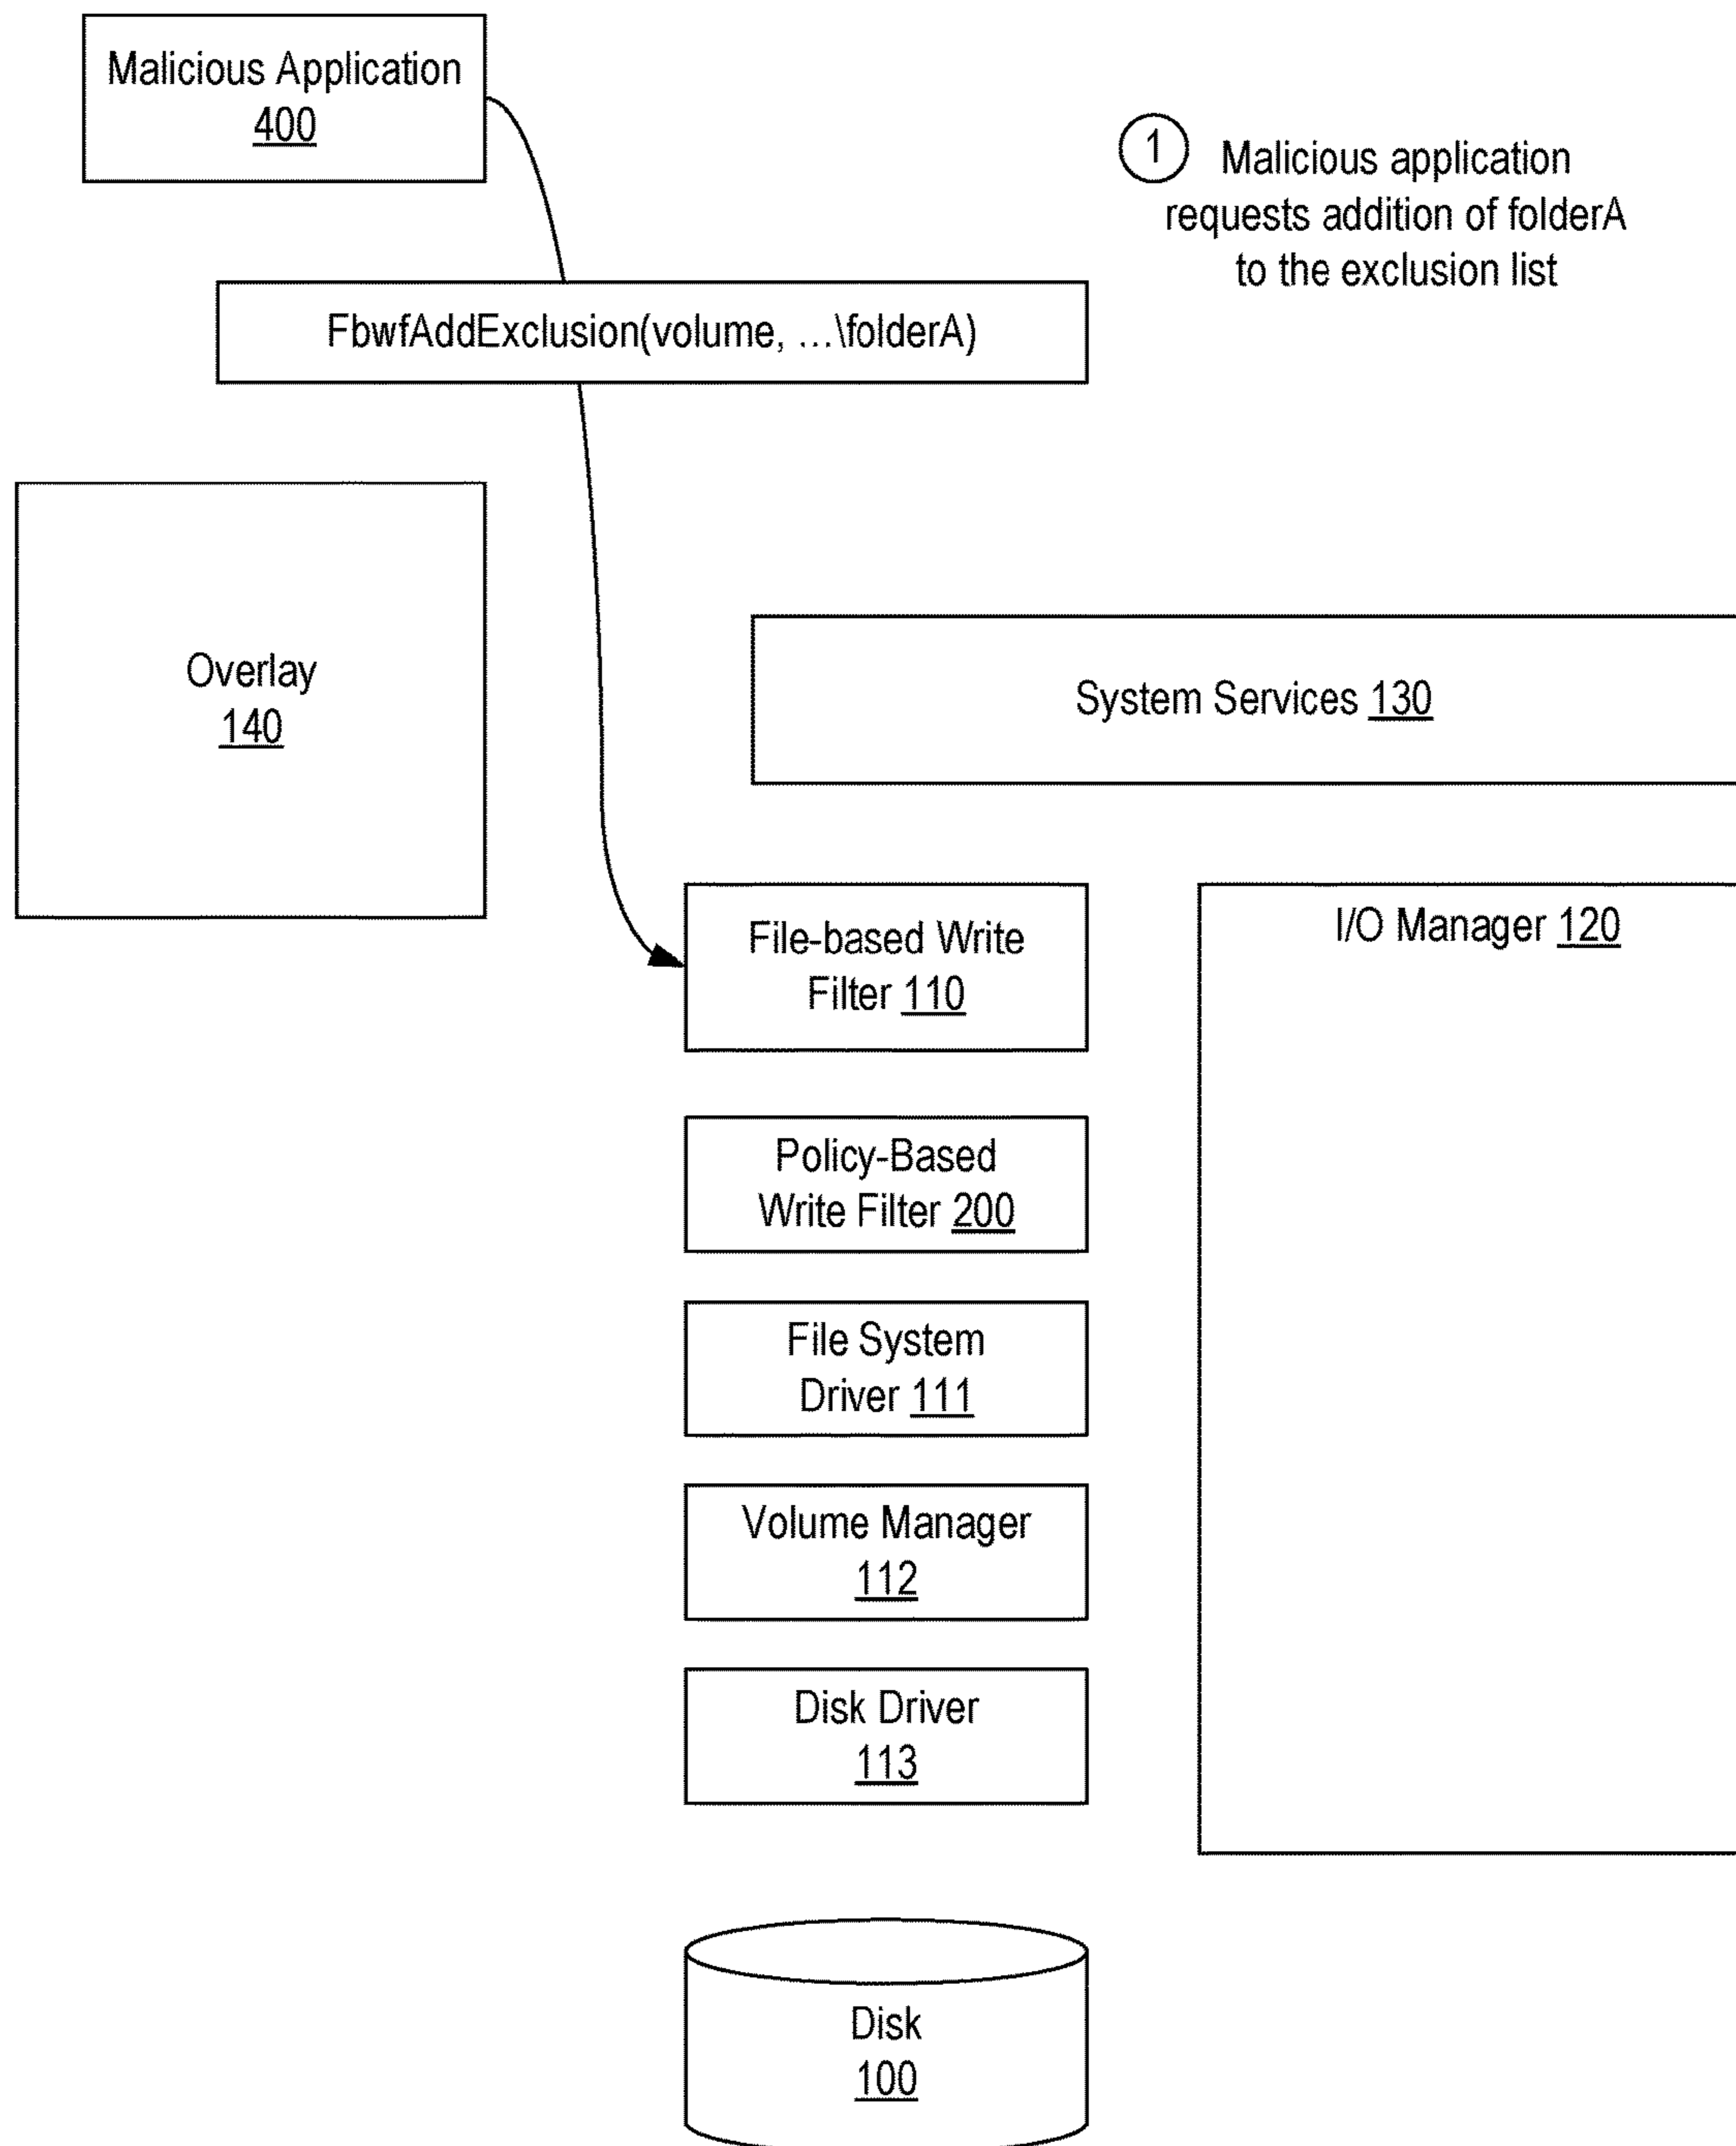 Malicious Application
400
1
Malicious application
requests addition of folderA
to the exclusion list
FbwfAddExclusion(volume, ...\folderA)
Overlay
140
System Services 130
File-based Write
Filter 110
I/O Manager 120
Policy-Based
Write Filter 200
File System
Driver 111
Volume Manager
112
Disk Driver
113
Disk
100